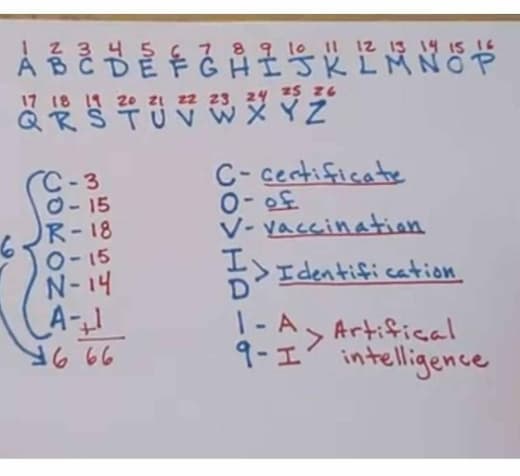 1 2 3 4 5 6 7 8 9 10 11 12 13 14 15 16
A B C D E F G H I J K L M N O P
17 18 19 20 21 22 23 24 25 26
Q R S T U V W X Y Z
C - 3
O - 15
R - 18
O - 15
N - 14
A - +1
6
6 66
C - certificate
O - of
V - vaccination
I
D > Identification
1 - A
9 - I > Artifical
intelligence